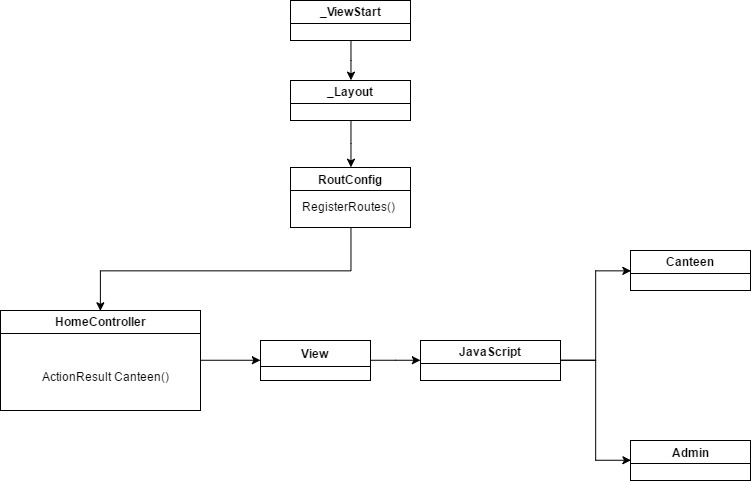 _ViewStart
_Layout
RoutConfig
RegisterRoutes()
Canteen
HomeController
ActionResult Canteen()
View
JavaScript
Admin